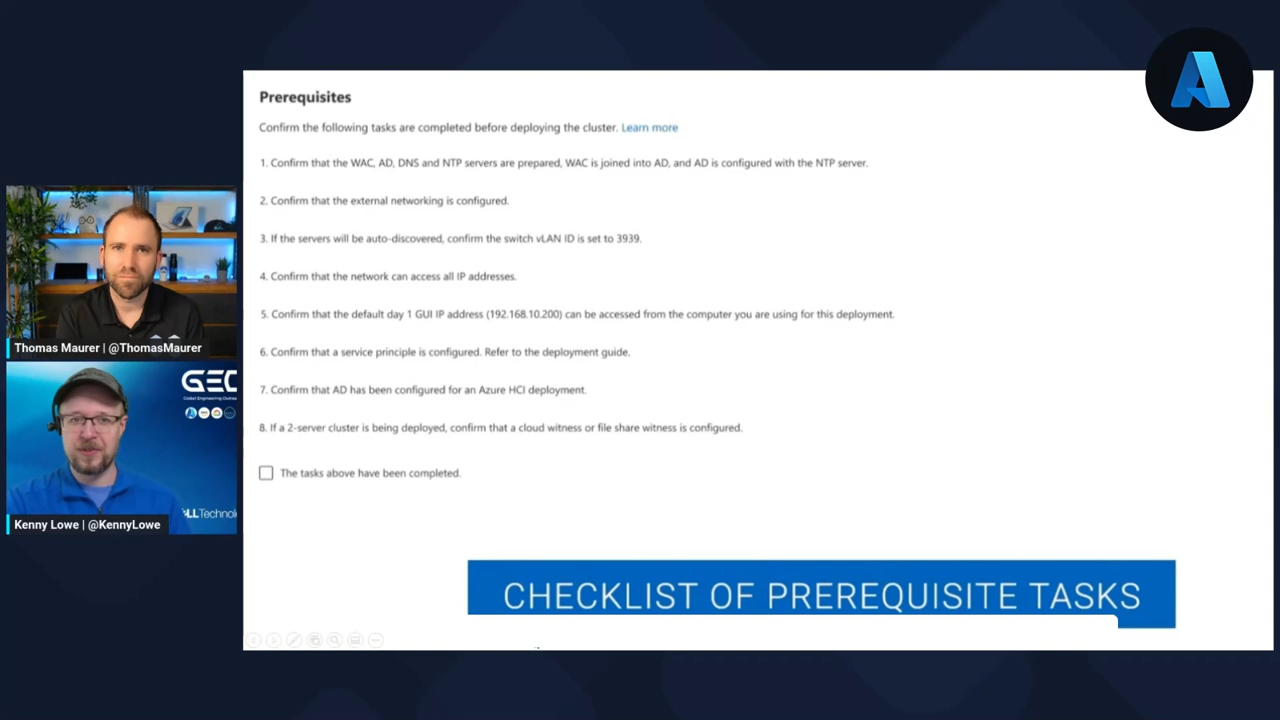 Prerequisites
Confirm the following tasks are completed before deploying the cluster. Learn more
1. Confirm that the WAC, AD, DNS and NTP servers are prepared, WAC is joined into AD, and AD is configured with the NTP server.
2. Confirm that the external networking is configured.
3. If the servers will be auto-discovered, confirm the switch vLAN ID is set to 3939.
4. Confirm that the network can access all IP addresses.
5. Confirm that the default day 1 GUI IP address (192.168.10.200) can be accessed from the computer you are using for this deployment.
6. Confirm that a service principle is configured. Refer to the deployment guide.
7. Confirm that AD has been configured for an Azure HCI deployment.
8. If a 2-server cluster is being deployed, confirm that a cloud witness or file share witness is configured.
The tasks above have been completed.
CHECKLIST OF PREREQUISITE TASKS
Thomas Maurer | @ThomasMaurer
GEO
Global Engineering Outrea
LLTechnol
Kenny Lowe | @KennyLowe